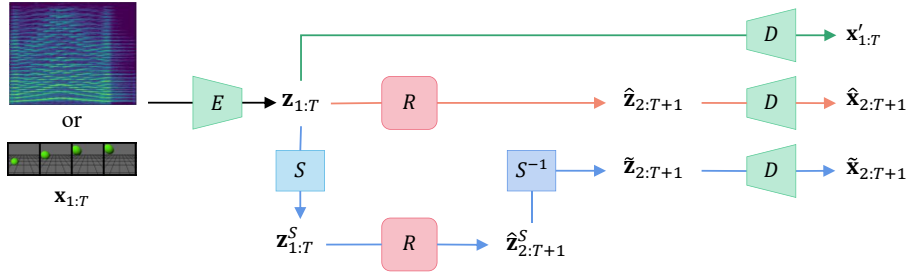 D
x′₁:T
or
E
z₁:T
R
ẑ₂:T+1
D
x̂₂:T+1
S
S⁻¹
z̃₂:T+1
D
x̃₂:T+1
x₁:T
zˢ₁:T
R
ẑˢ₂:T+1